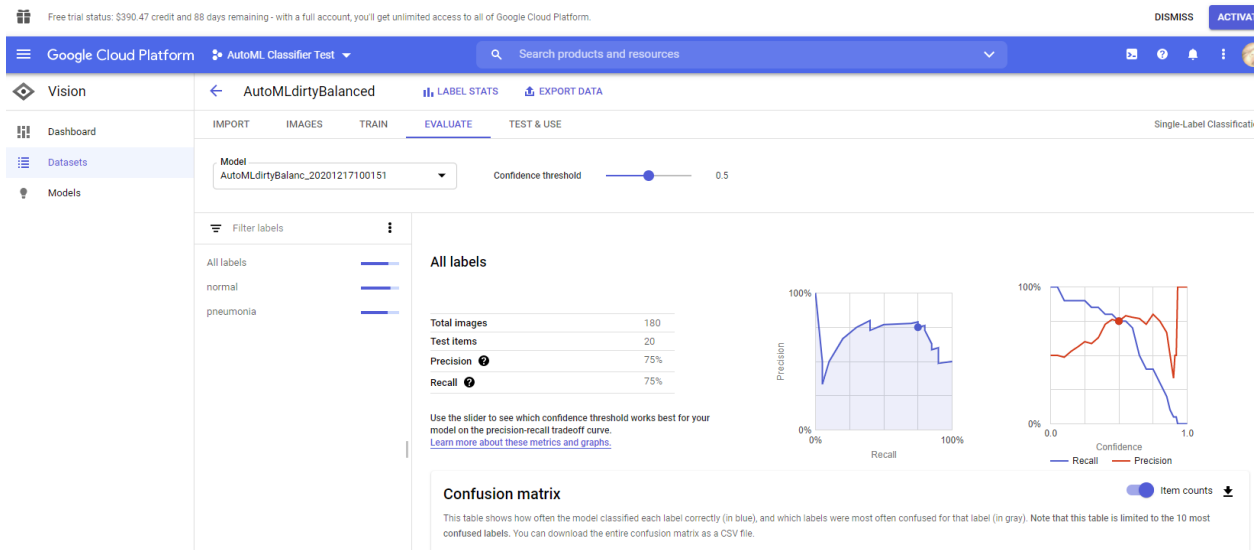 Free trial status: $390.47 credit and 88 days remaining - with a full account, you'll get unlimited access to all of Google Cloud Platform.
DISMISS
ACTIVAT
Google Cloud Platform
AutoML Classifier Test
Search products and resources
Vision
AutoMLdirtyBalanced
LABEL STATS
EXPORT DATA
Dashboard
Datasets
Models
IMPORT
IMAGES
TRAIN
EVALUATE
TEST & USE
Single-Label Classificatio
Model
AutoMLdirtyBalanc_20201217100151
Confidence threshold
0.5
Filter labels
All labels
normal
pneumonia
All labels
Total images 180
Test items 20
Precision ? 75%
Recall ? 75%
Use the slider to see which confidence threshold works best for your
model on the precision-recall tradeoff curve.
Learn more about these metrics and graphs.
100%
Precision
0%
0%
100%
Recall
100%
0%
0.0
1.0
Confidence
Recall
Precision
Confusion matrix
Item counts
This table shows how often the model classified each label correctly (in blue), and which labels were most often confused for that label (in gray). Note that this table is limited to the 10 most
confused labels. You can download the entire confusion matrix as a CSV file.